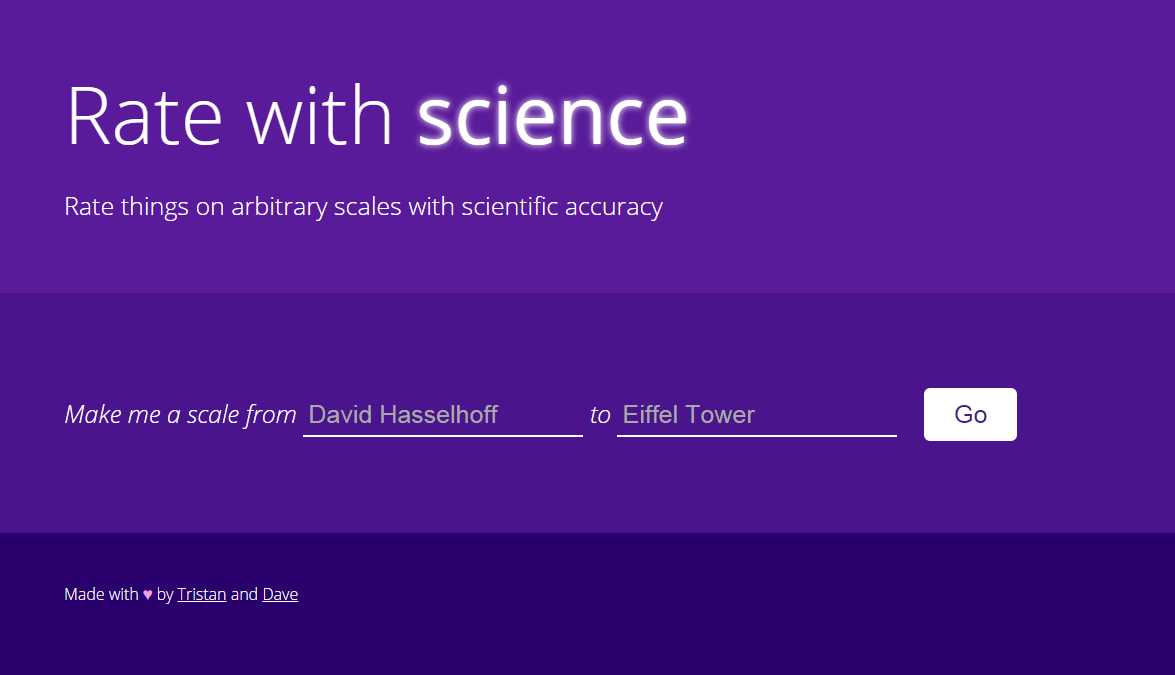 Rate with science
Rate things on arbitrary scales with scientific accuracy
Make me a scale from David Hasselhoff to Eiffel Tower Go
Made with ♥ by Tristan and Dave